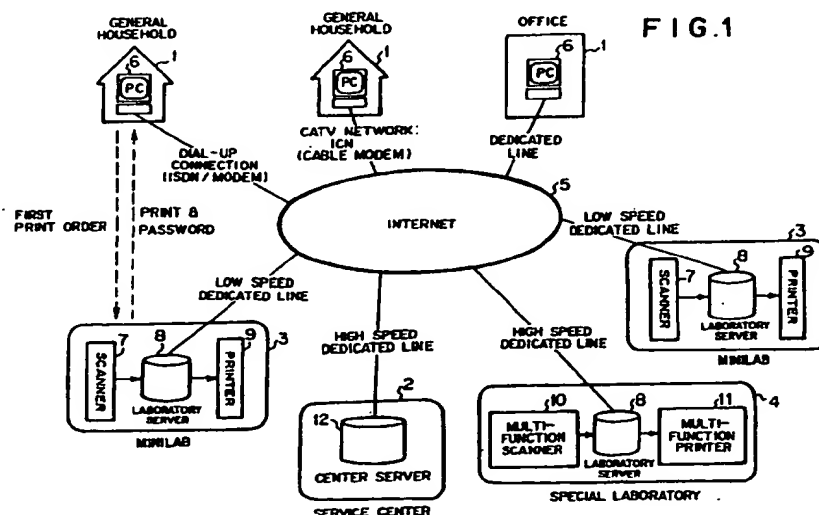 GENERAL
HOUSEHOLD
GENERAL
HOUSEHOLD
OFFICE
FIG.1
1
6
PC
1
6
PC
1
6
PC
DIAL-UP
CONNECTION
(ISDN/MODEM)
CATV NETWORK:
ICN
(CABLE MODEM)
DEDICATED
LINE
5
FIRST
PRINT ORDER
PRINT &
PASSWORD
INTERNET
LOW SPEED
DEDICATED LINE
3
7
SCANNER
8
LABORATORY
SERVER
9
PRINTER
MINILAB
LOW SPEED
DEDICATED LINE
3
7
SCANNER
8
LABORATORY
SERVER
9
PRINTER
MINILAB
HIGH SPEED
DEDICATED LINE
2
12
CENTER SERVER
SERVICE CENTER
HIGH SPEED
DEDICATED LINE
4
10
MULTI-
FUNCTION
SCANNER
8
LABORATORY
SERVER
11
MULTI-
FUNCTION
PRINTER
SPECIAL LABORATORY